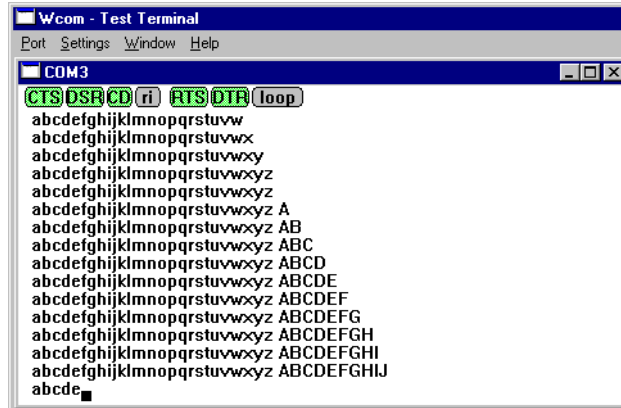 Wcom - Test Terminal
Port Settings Window Help
COM3
CTS DSR CD ri RTS DTR loop
abcdefghijklmnopqrstuvw
abcdefghijklmnopqrstuvwx
abcdefghijklmnopqrstuvwxy
abcdefghijklmnopqrstuvwxyz
abcdefghijklmnopqrstuvwxyz
abcdefghijklmnopqrstuvwxyz A
abcdefghijklmnopqrstuvwxyz AB
abcdefghijklmnopqrstuvwxyz ABC
abcdefghijklmnopqrstuvwxyz ABCD
abcdefghijklmnopqrstuvwxyz ABCDE
abcdefghijklmnopqrstuvwxyz ABCDEF
abcdefghijklmnopqrstuvwxyz ABCDEFG
abcdefghijklmnopqrstuvwxyz ABCDEFGH
abcdefghijklmnopqrstuvwxyz ABCDEFGHI
abcdefghijklmnopqrstuvwxyz ABCDEFGHIJ
abcde